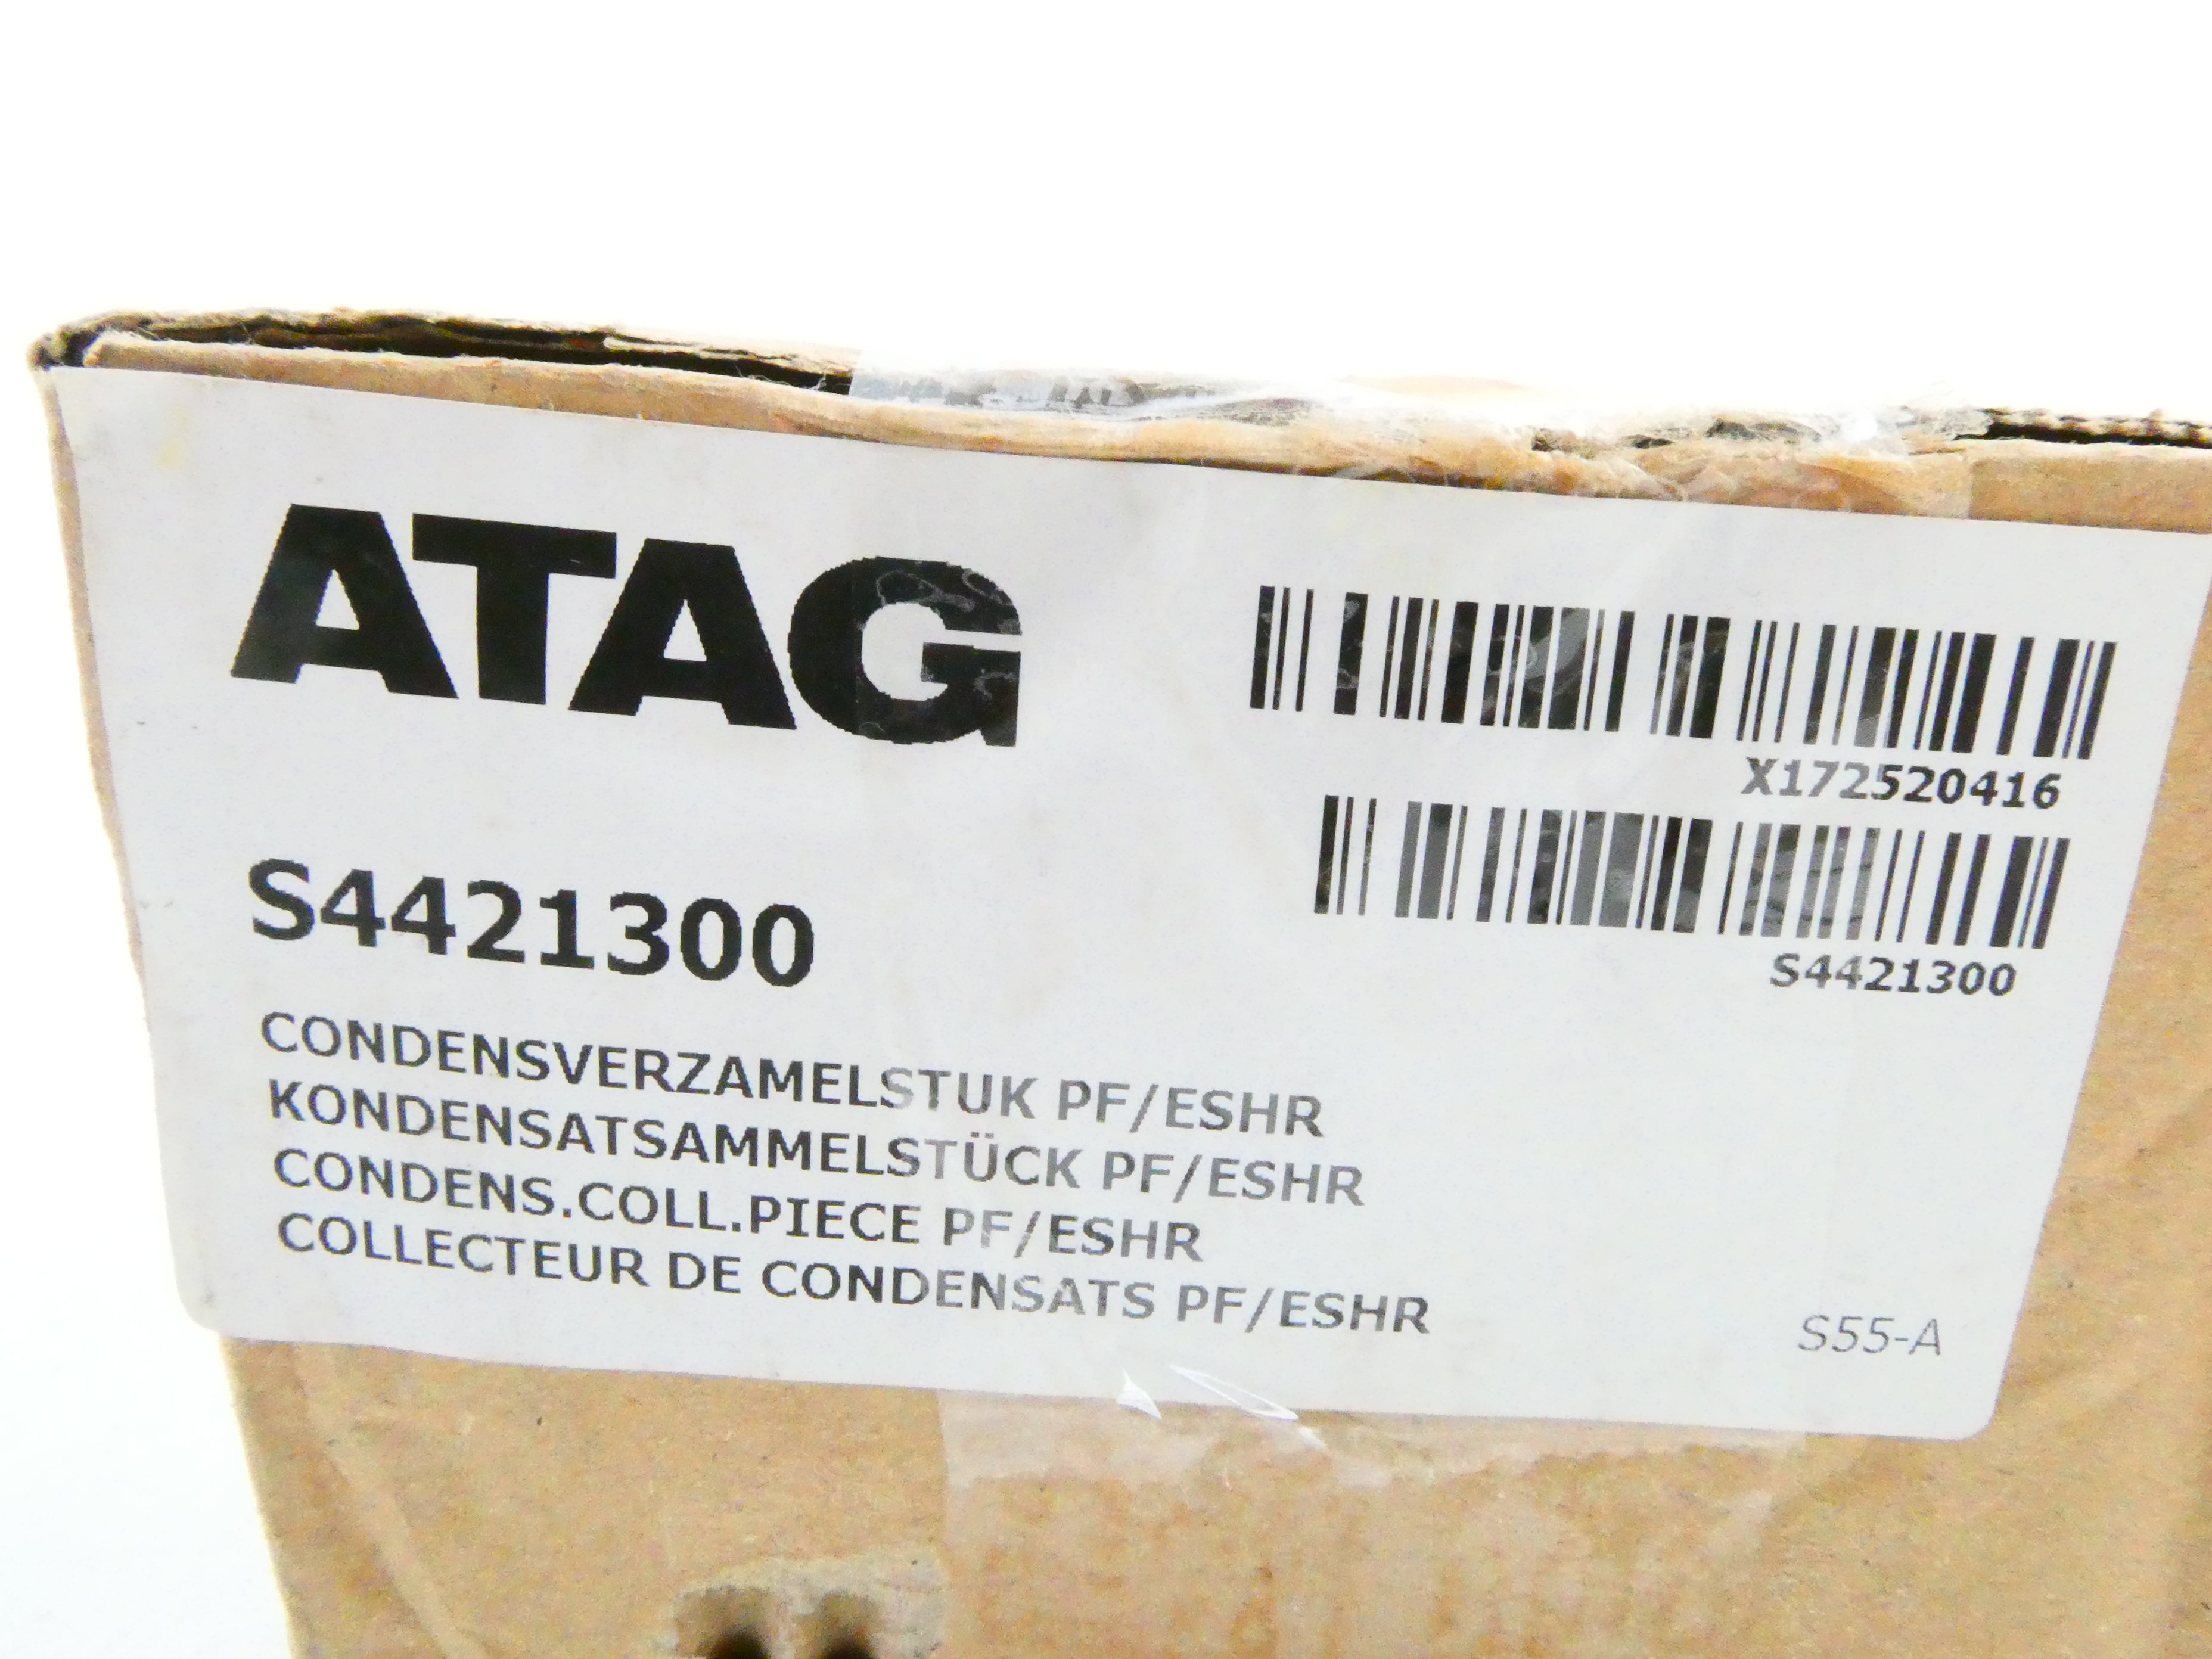 ATAG
X172520416
S4421300
S4421300
CONDENSVERZAMELSTUK PF/ESHR
KONDENSATSAMMELSTÜCK PF/ESHR
CONDENS.COLL.PIECE PF/ESHR
COLLECTEUR DE CONDENSATS PF/ESHR
S55-A